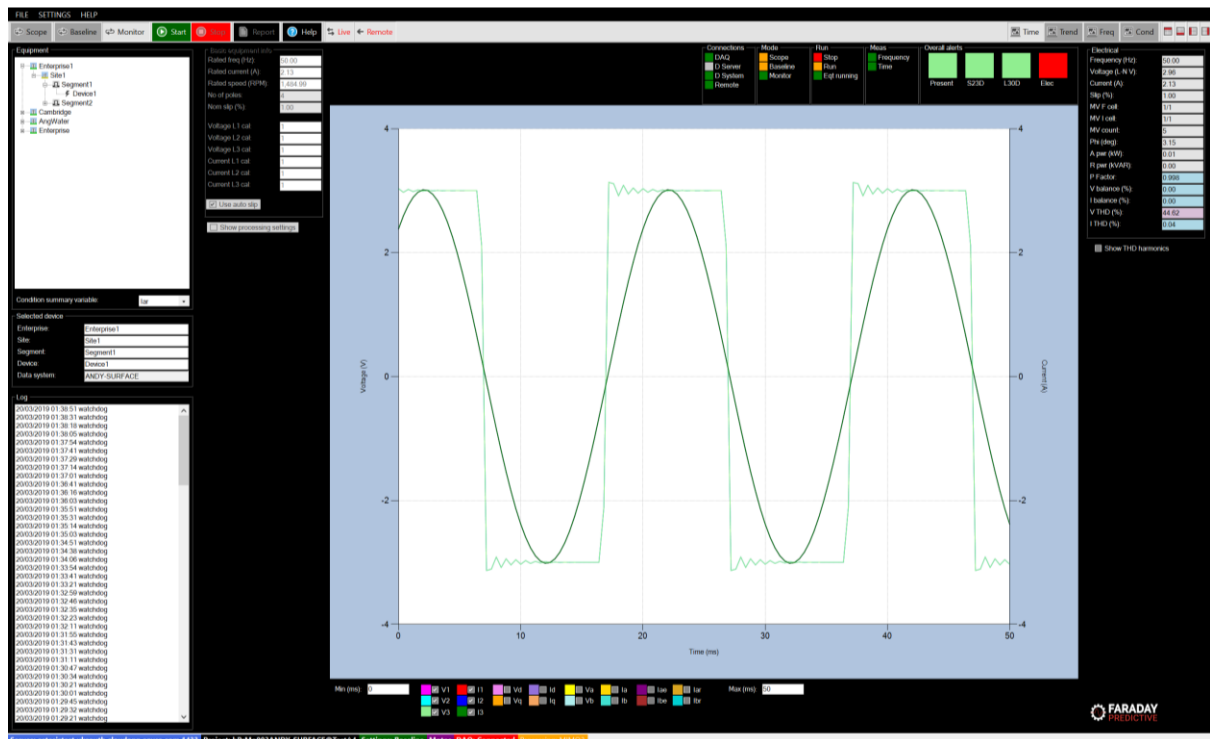 FILE SETTINGS HELP
Scope Baseline Monitor Start Stop Report Help Live Remote Time Trend Freq Cond
Equipment
Enterprise1
Site1
Segment1
Device1
Segment2
Cambridge
AngWater
Enterprise
Condition summary variable: Iar
Selected device
Enterprise: Enterprise1
Site: Site1
Segment: Segment1
Device: Device1
Data system: ANDY-SURFACE
Log
20/03/2019 01:38:51 watchdog
20/03/2019 01:38:31 watchdog
20/03/2019 01:38:18 watchdog
20/03/2019 01:38:05 watchdog
20/03/2019 01:37:54 watchdog
20/03/2019 01:37:41 watchdog
20/03/2019 01:37:29 watchdog
20/03/2019 01:37:14 watchdog
20/03/2019 01:37:01 watchdog
20/03/2019 01:36:41 watchdog
20/03/2019 01:36:16 watchdog
20/03/2019 01:36:03 watchdog
20/03/2019 01:35:51 watchdog
20/03/2019 01:35:31 watchdog
20/03/2019 01:35:14 watchdog
20/03/2019 01:35:03 watchdog
20/03/2019 01:34:51 watchdog
20/03/2019 01:34:38 watchdog
20/03/2019 01:34:06 watchdog
20/03/2019 01:33:54 watchdog
20/03/2019 01:33:41 watchdog
20/03/2019 01:33:21 watchdog
20/03/2019 01:32:59 watchdog
20/03/2019 01:32:46 watchdog
20/03/2019 01:32:35 watchdog
20/03/2019 01:32:23 watchdog
20/03/2019 01:32:11 watchdog
20/03/2019 01:31:55 watchdog
20/03/2019 01:31:43 watchdog
20/03/2019 01:31:31 watchdog
20/03/2019 01:31:11 watchdog
20/03/2019 01:30:47 watchdog
20/03/2019 01:30:34 watchdog
20/03/2019 01:30:21 watchdog
20/03/2019 01:30:01 watchdog
20/03/2019 01:29:45 watchdog
20/03/2019 01:29:32 watchdog
20/03/2019 01:29:21 watchdog
Basic equipment info
Rated freq (Hz): 50.00
Rated current (A): 2.13
Rated speed (RPM): 1,484.99
No of poles: 4
Nom slip (%): 1.00
Voltage L1 cal: 1
Voltage L2 cal: 1
Voltage L3 cal: 1
Current L1 cal: 1
Current L2 cal: 1
Current L3 cal: 1
Use auto slip
Show processing settings
Connections Mode Run Meas Overall alerts
DAQ Scope Stop Frequency
D Server Baseline Run Time
D System Monitor Eqt running
Remote
Present S23D L30D Elec
Electrical
Frequency (Hz): 50.00
Voltage (L-N V): 2.96
Current (A): 2.13
Slip (%): 1.00
MV F cell: 1/1
MV I cell: 1/1
MV count: 5
Phi (deg): 3.15
A pwr (kW): 0.01
R pwr (kVAR): 0.00
P Factor: 0.998
V balance (%): 0.00
I balance (%): 0.00
V THD (%): 44.62
I THD (%): 0.04
Show THD harmonics
4 4
2 2
0 0
-2 -2
-4 -4
Voltage (V)
Current (A)
0 10 20 30 40 50
Time (ms)
Min (ms): 0 V1 I1 Vd Id Va Ia Iae Iar Max (ms): 50
V2 I2 Vq Iq Vb Ib Ibe Ibr
V3 I3
FARADAY
PREDICTIVE